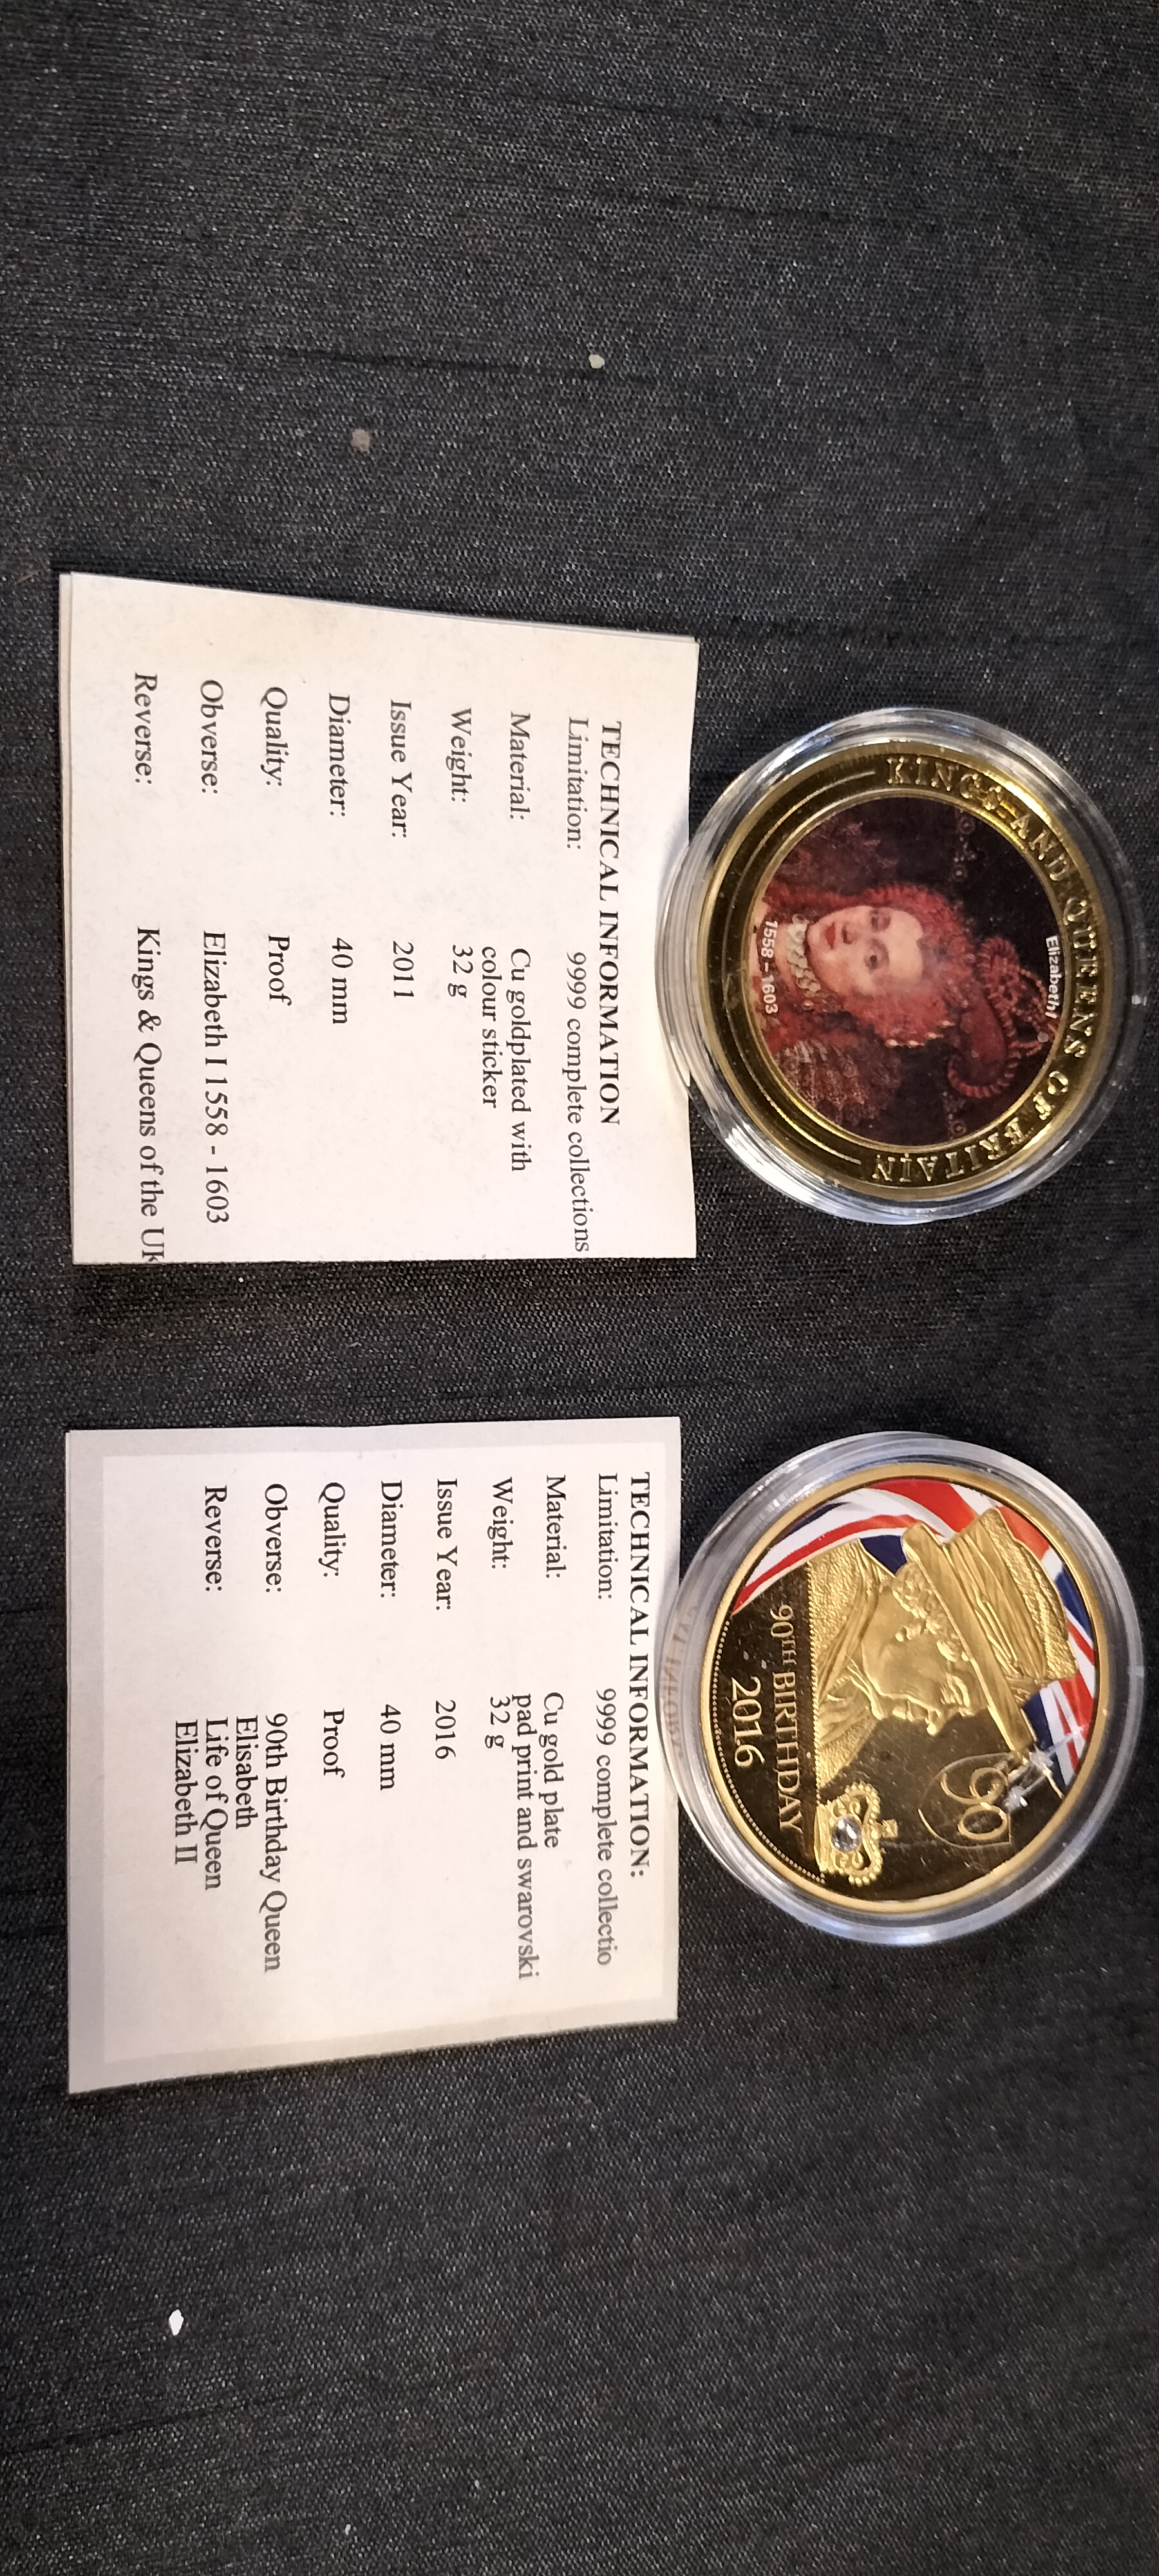 KINGS AND QUEENS OF BRITAIN
Elizabeth I
1558 - 1603
TECHNICAL INFORMATION
Limitation: 9999 complete collections
Material: Cu goldplated with
colour sticker
Weight: 32 g
Issue Year: 2011
Diameter: 40 mm
Quality: Proof
Obverse: Elizabeth I 1558 - 1603
Reverse: Kings & Queens of the UK
90
90TH BIRTHDAY
2016
TECHNICAL INFORMATION:
Limitation: 9999 complete collectio
Material: Cu gold plate
pad print and swarovski
Weight: 32 g
Issue Year: 2016
Diameter: 40 mm
Quality: Proof
Obverse: 90th Birthday Queen
Elisabeth
Reverse: Life of Queen
Elizabeth II